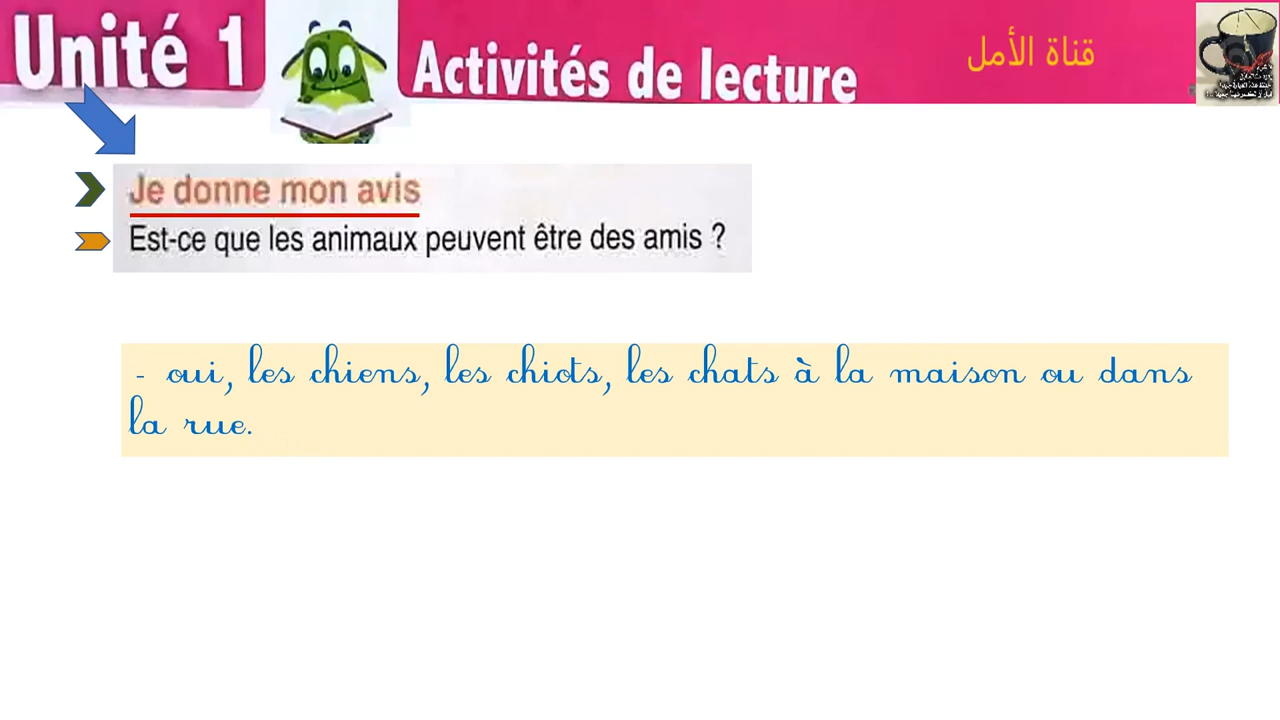 Unité 1
Activités de lecture
قناة الأمل
Je donne mon avis
Est-ce que les animaux peuvent être des amis ?
- oui, les chiens, les chiots, les chats à la maison ou dans
la rue.